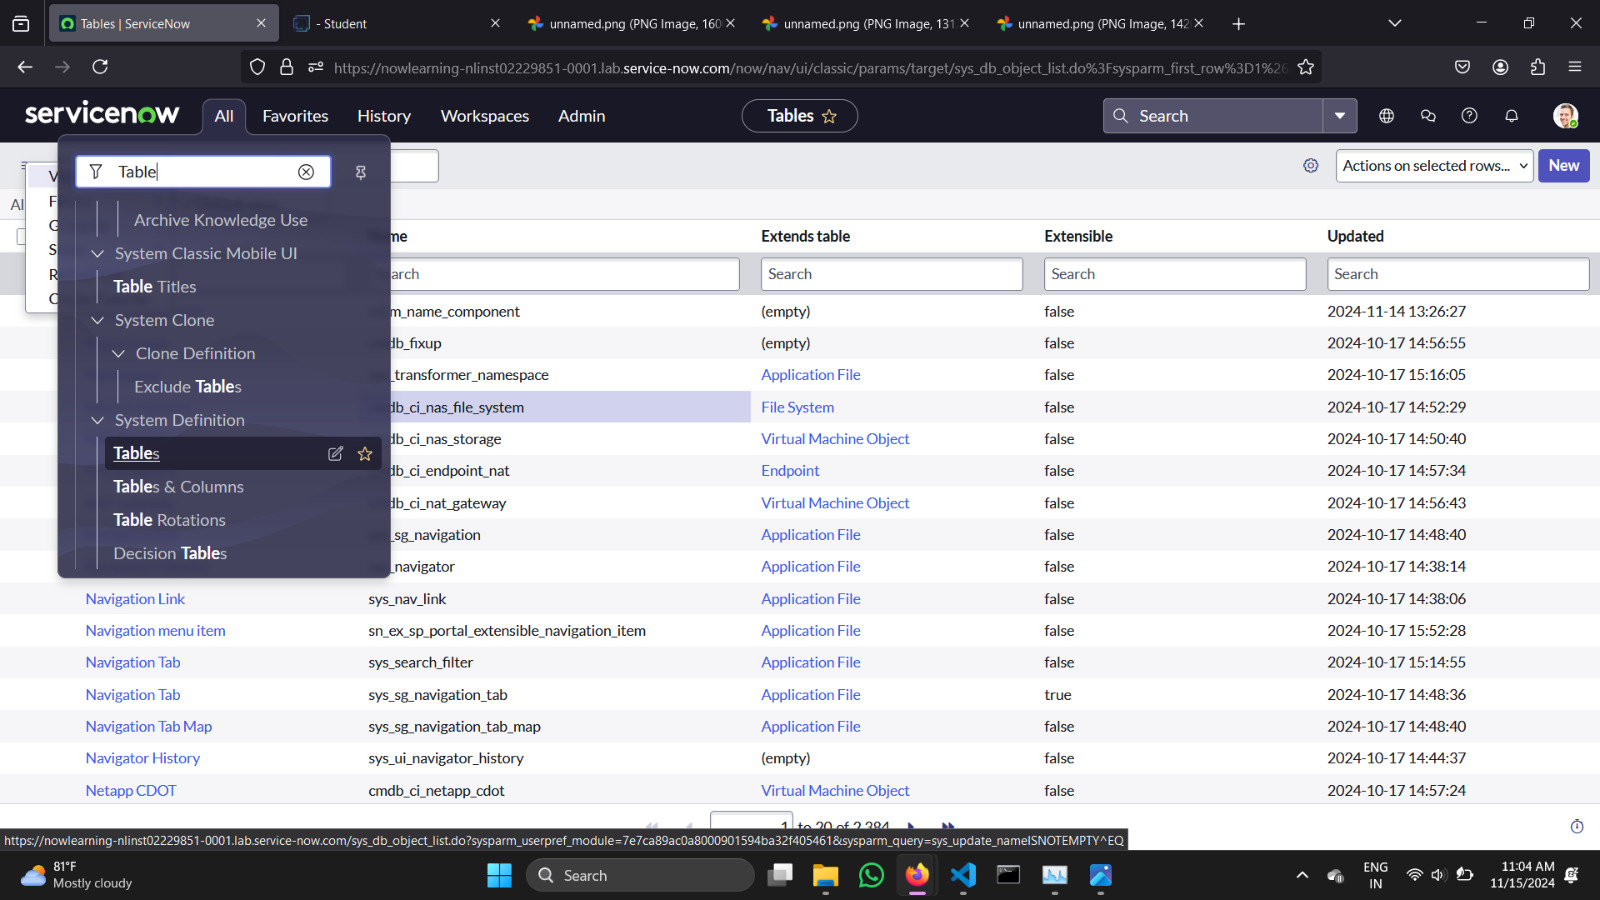 Tables | ServiceNow
- Student
unnamed.png (PNG Image, 160
unnamed.png (PNG Image, 131
unnamed.png (PNG Image, 142
https://nowlearning-nlinst02229851-0001.lab.service-now.com/now/nav/ui/classic/params/target/sys_db_object_list.do%3Fsysparm_first_row%3D1%26
servicenow
All
Favorites
History
Workspaces
Admin
Tables
Search
Table
Actions on selected rows...
New
Archive Knowledge Use
System Classic Mobile UI
Table Titles
System Clone
Clone Definition
Exclude Tables
System Definition
Tables
Tables & Columns
Table Rotations
Decision Tables
me Extends table Extensible Updated
arch Search Search Search
m_name_component (empty) false 2024-11-14 13:26:27
db_fixup (empty) false 2024-10-17 14:56:55
_transformer_namespace Application File false 2024-10-17 15:16:05
db_ci_nas_file_system File System false 2024-10-17 14:52:29
db_ci_nas_storage Virtual Machine Object false 2024-10-17 14:50:40
db_ci_endpoint_nat Endpoint false 2024-10-17 14:57:34
db_ci_nat_gateway Virtual Machine Object false 2024-10-17 14:56:43
_sg_navigation Application File false 2024-10-17 14:48:40
_navigator Application File false 2024-10-17 14:38:14
Navigation Link sys_nav_link Application File false 2024-10-17 14:38:06
Navigation menu item sn_ex_sp_portal_extensible_navigation_item Application File false 2024-10-17 15:52:28
Navigation Tab sys_search_filter Application File false 2024-10-17 15:14:55
Navigation Tab sys_sg_navigation_tab Application File true 2024-10-17 14:48:36
Navigation Tab Map sys_sg_navigation_tab_map Application File false 2024-10-17 14:48:40
Navigator History sys_ui_navigator_history (empty) false 2024-10-17 14:44:37
Netapp CDOT cmdb_ci_netapp_cdot Virtual Machine Object false 2024-10-17 14:57:24
1 to 20 of 2,384
https://nowlearning-nlinst02229851-0001.lab.service-now.com/sys_db_object_list.do?sysparm_userpref_module=7e7ca89ac0a8000901594ba32f405461&sysparm_query=sys_update_nameISNOTEMPTY^EQ
81°F
Mostly cloudy
Search
ENG
IN
11:04 AM
11/15/2024